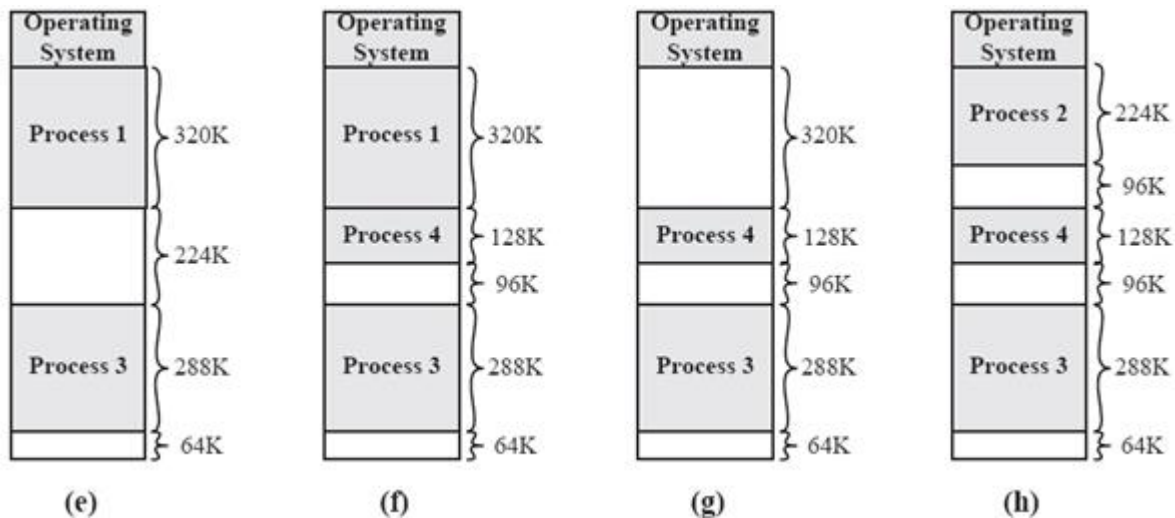 Operating
System
Process 1
320K
224K
Process 3
288K
64K
(e)
Operating
System
Process 1
320K
Process 4
128K
96K
Process 3
288K
64K
(f)
Operating
System
320K
Process 4
128K
96K
Process 3
288K
64K
(g)
Operating
System
Process 2
224K
96K
Process 4
128K
96K
Process 3
288K
64K
(h)